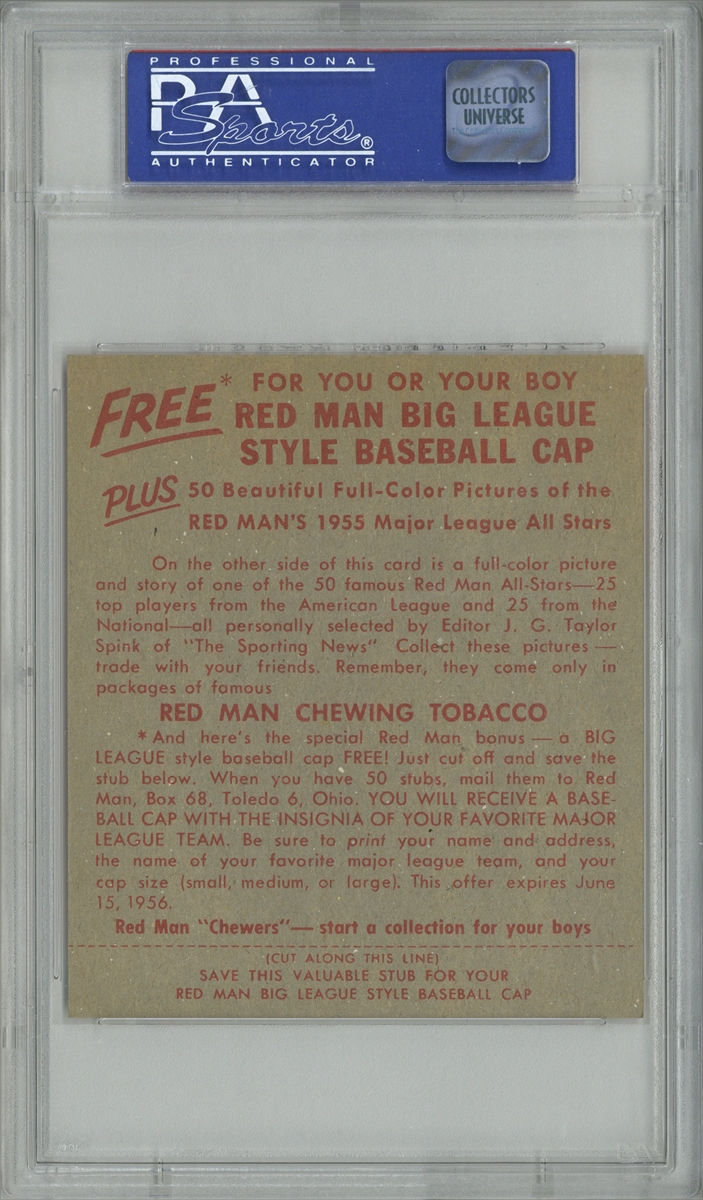 PROFESSIONAL
PSA
Sports®
AUTHENTICATOR
COLLECTORS
UNIVERSE
FREE* FOR YOU OR YOUR BOY
RED MAN BIG LEAGUE
STYLE BASEBALL CAP
PLUS 50 Beautiful Full-Color Pictures of the
RED MAN'S 1955 Major League All Stars
On the other side of this card is a full-color picture
and story of one of the 50 famous Red Man All-Stars—25
top players from the American League and 25 from the
National—all personally selected by Editor J. G. Taylor
Spink of "The Sporting News" Collect these pictures —
trade with your friends. Remember, they come only in
packages of famous
RED MAN CHEWING TOBACCO
*And here's the special Red Man bonus — a BIG
LEAGUE style baseball cap FREE! Just cut off and save the
stub below. When you have 50 stubs, mail them to Red
Man, Box 68, Toledo 6, Ohio. YOU WILL RECEIVE A BASE-
BALL CAP WITH THE INSIGNIA OF YOUR FAVORITE MAJOR
LEAGUE TEAM. Be sure to print your name and address,
the name of your favorite major league team, and your
cap size (small, medium, or large). This offer expires June
15, 1956.
Red Man "Chewers"— start a collection for your boys
(CUT ALONG THIS LINE)
SAVE THIS VALUABLE STUB FOR YOUR
RED MAN BIG LEAGUE STYLE BASEBALL CAP